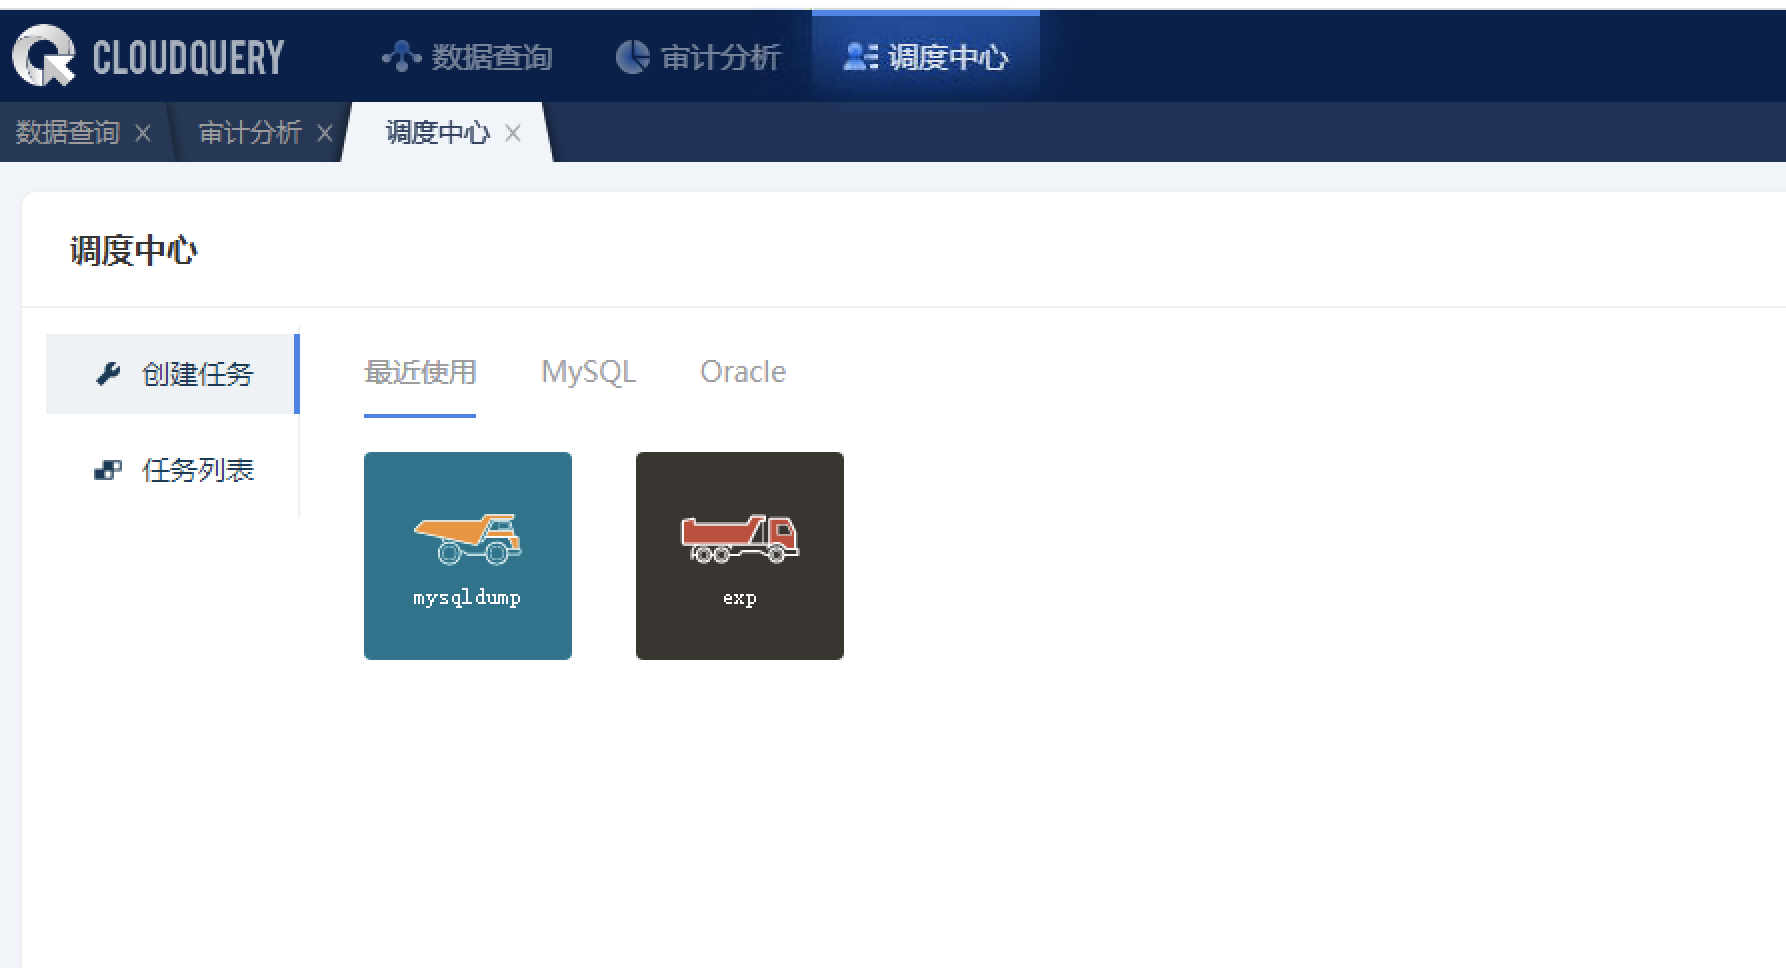 CLOUDQUERY 数据查询 审计分析 调度中心
数据查询 × 审计分析 × 调度中心 ×
调度中心
创建任务
任务列表
最近使用 MySQL Oracle
mysqldump exp